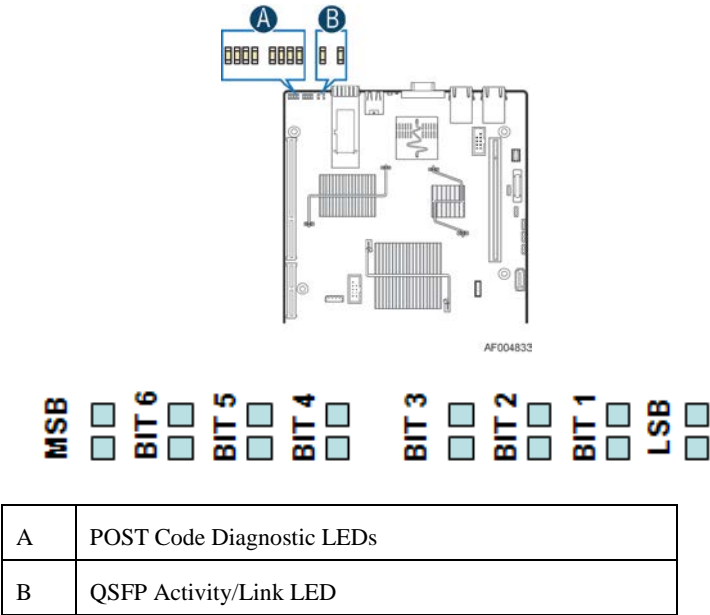 A B
AF004833
MSB BIT 6 BIT 5 BIT 4 BIT 3 BIT 2 BIT 1 LSB
A POST Code Diagnostic LEDs
B QSFP Activity/Link LED